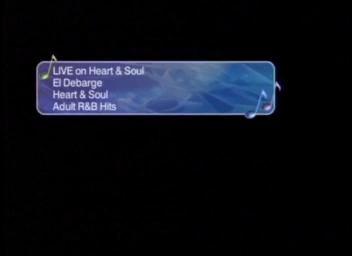 LIVE on Heart & Soul
El Debarge
Heart & Soul
Adult R&B Hits